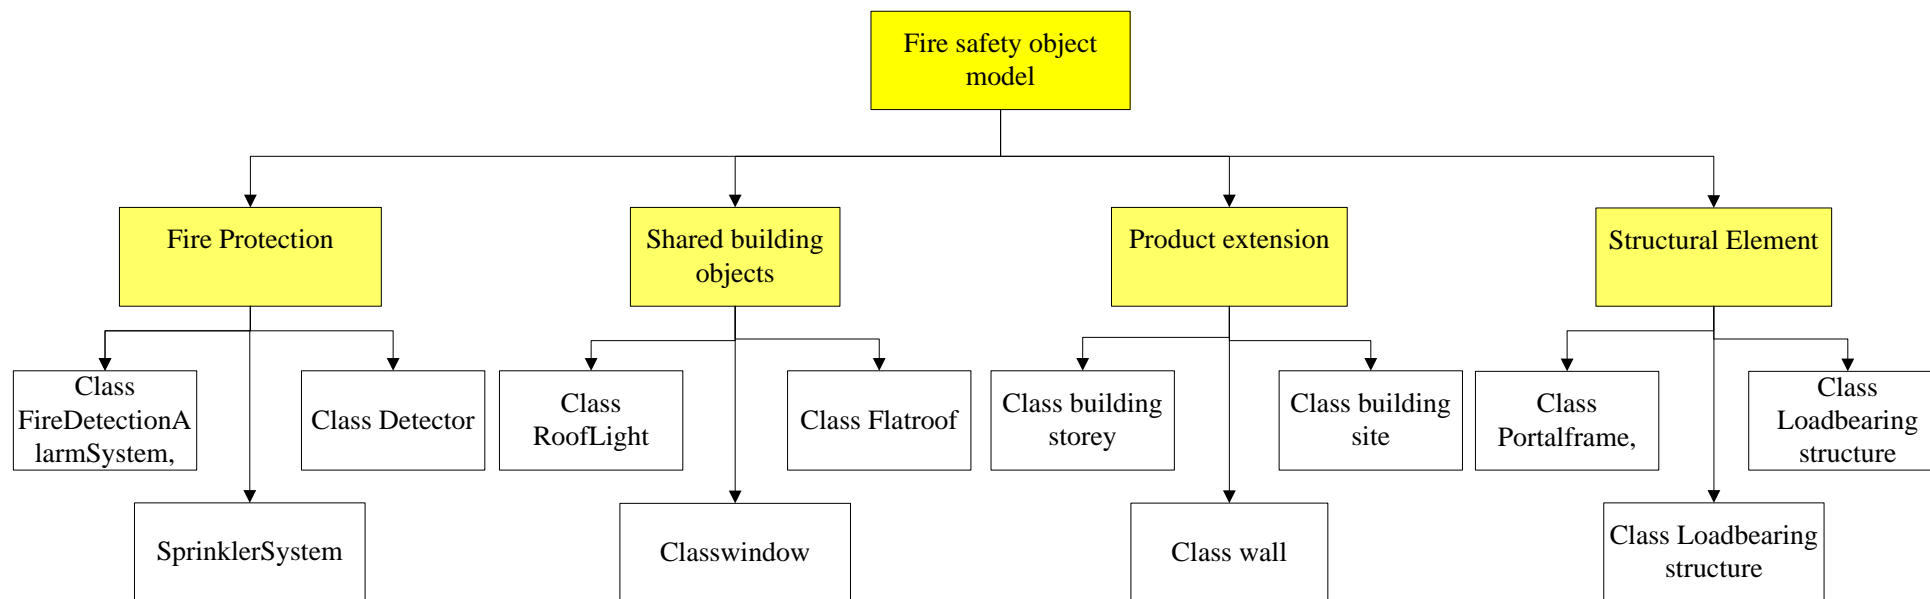 Fire safety object
model
Fire Protection
Shared building
objects
Product extension
Structural Element
Class
FireDetectionA
larmSystem,
Class Detector
Class
RoofLight
Class Flatroof
Class building
storey
Class building
site
Class
Portalframe,
Class
Loadbearing
structure
SprinklerSystem
Classwindow
Class wall
Class Loadbearing
structure